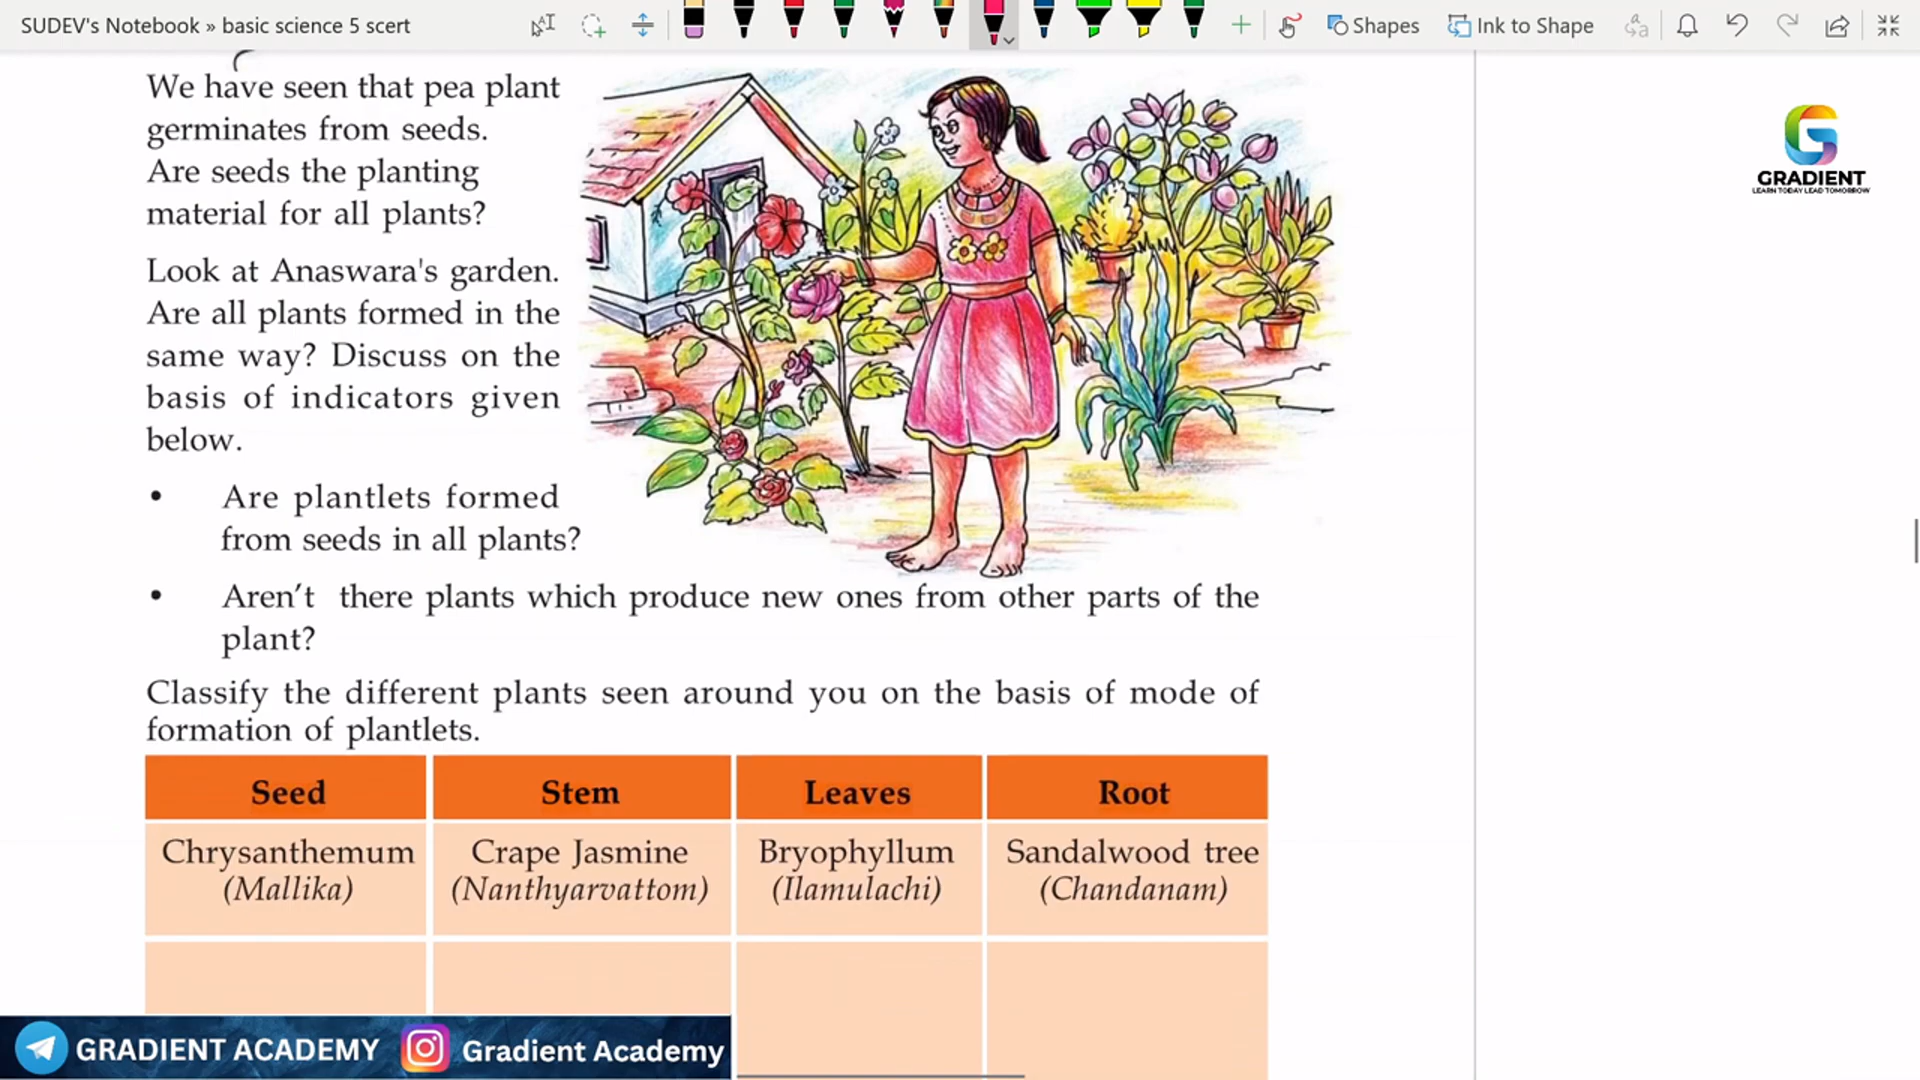 SUDEV's Notebook » basic science 5 scert
Shapes
Ink to Shape
We have seen that pea plant
germinates from seeds.
Are seeds the planting
material for all plants?
GRADIENT
LEARN TODAY LEAD TOMORROW
Look at Anaswara's garden.
Are all plants formed in the
same way? Discuss on the
basis of indicators given
below.
• Are plantlets formed
from seeds in all plants?
• Aren't there plants which produce new ones from other parts of the
plant?
Classify the different plants seen around you on the basis of mode of
formation of plantlets.
Seed Stem Leaves Root
Chrysanthemum Crape Jasmine Bryophyllum Sandalwood tree
(Mallika) (Nanthyarvattom) (Ilamulachi) (Chandanam)
GRADIENT ACADEMY Gradient Academy